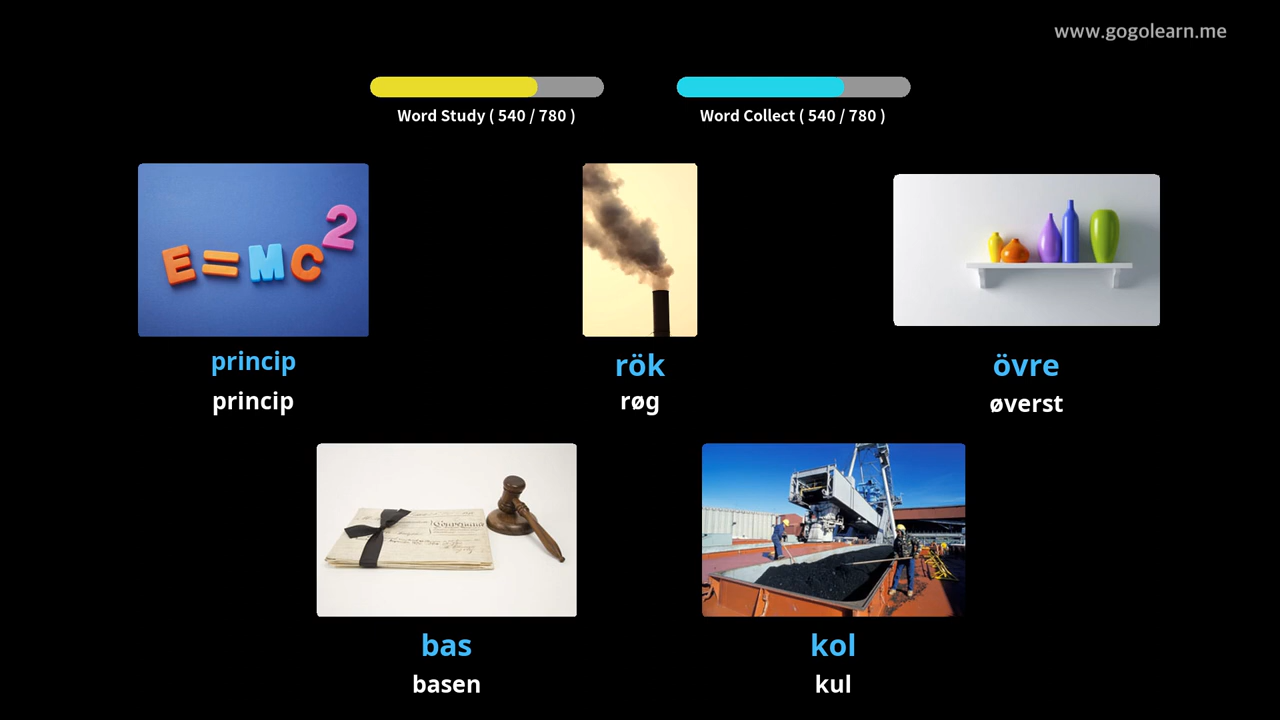 www.gogolearn.me
Word Study ( 540 / 780 )
Word Collect ( 540 / 780 )
E=MC2
princip
princip
rök
røg
övre
øverst
bas
basen
kol
kul